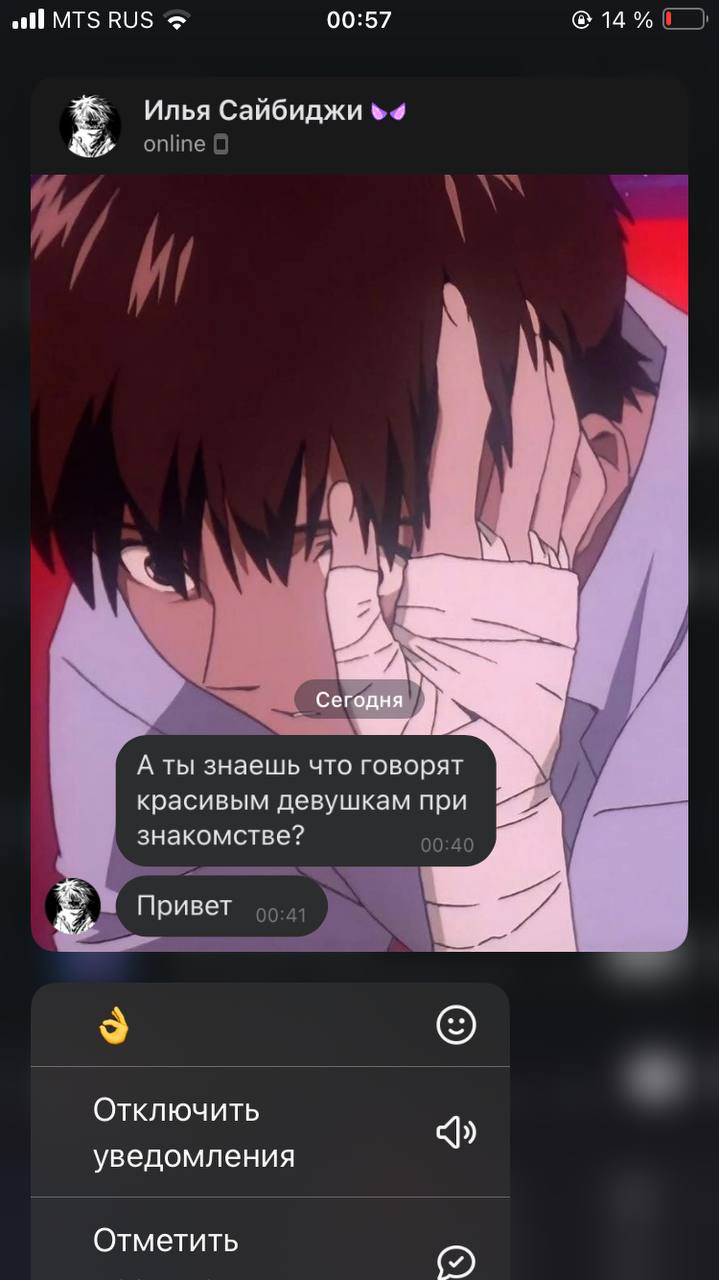 MTS RUS
00:57
14 %
Илья Сайбиджи
online
Сегодня
А ты знаешь что говорят
красивым девушкам при
знакомстве?
00:40
Привет
00:41
Отключить
уведомления
Отметить